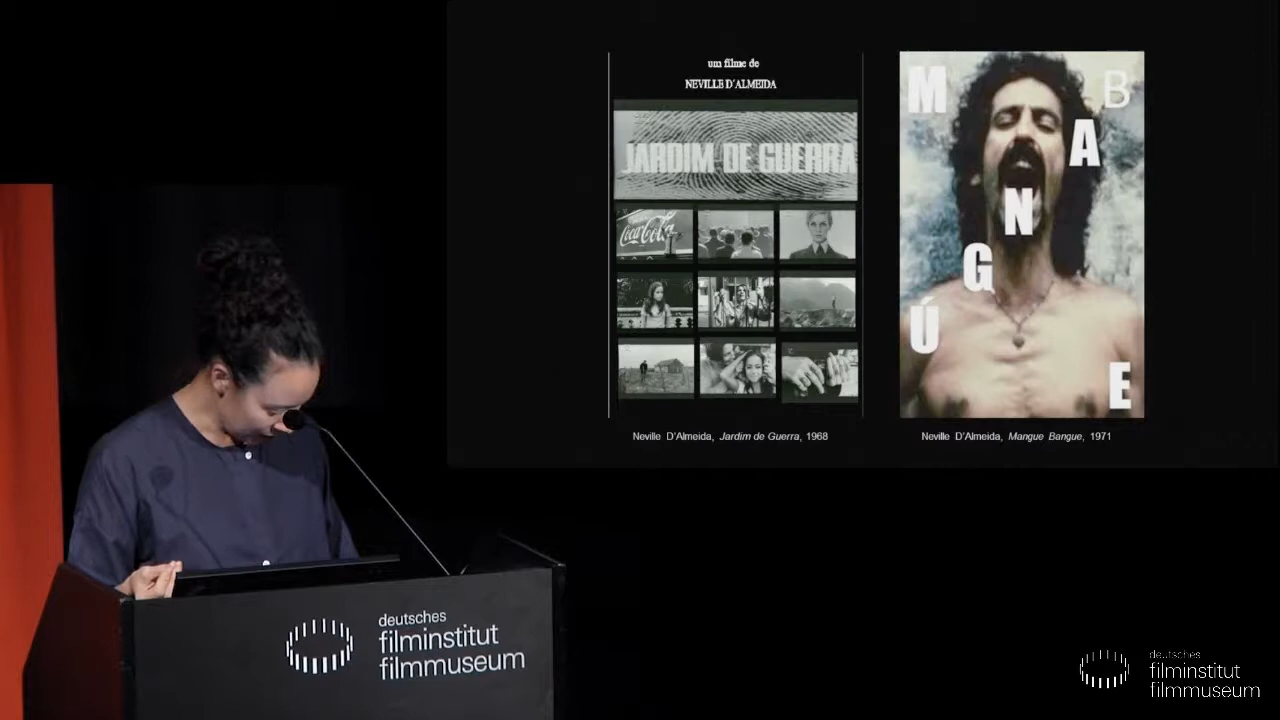 um filme de
NEVILLE D'ALMEIDA
JARDIM DE GUERRA
Coca-Cola
Neville D'Almeida, Jardim de Guerra, 1968
M
B
A
N
G
Ú
E
Neville D'Almeida, Mangue Bangue, 1971
deutsches
filminstitut
filmmuseum
deutsches
filminstitut
filmmuseum